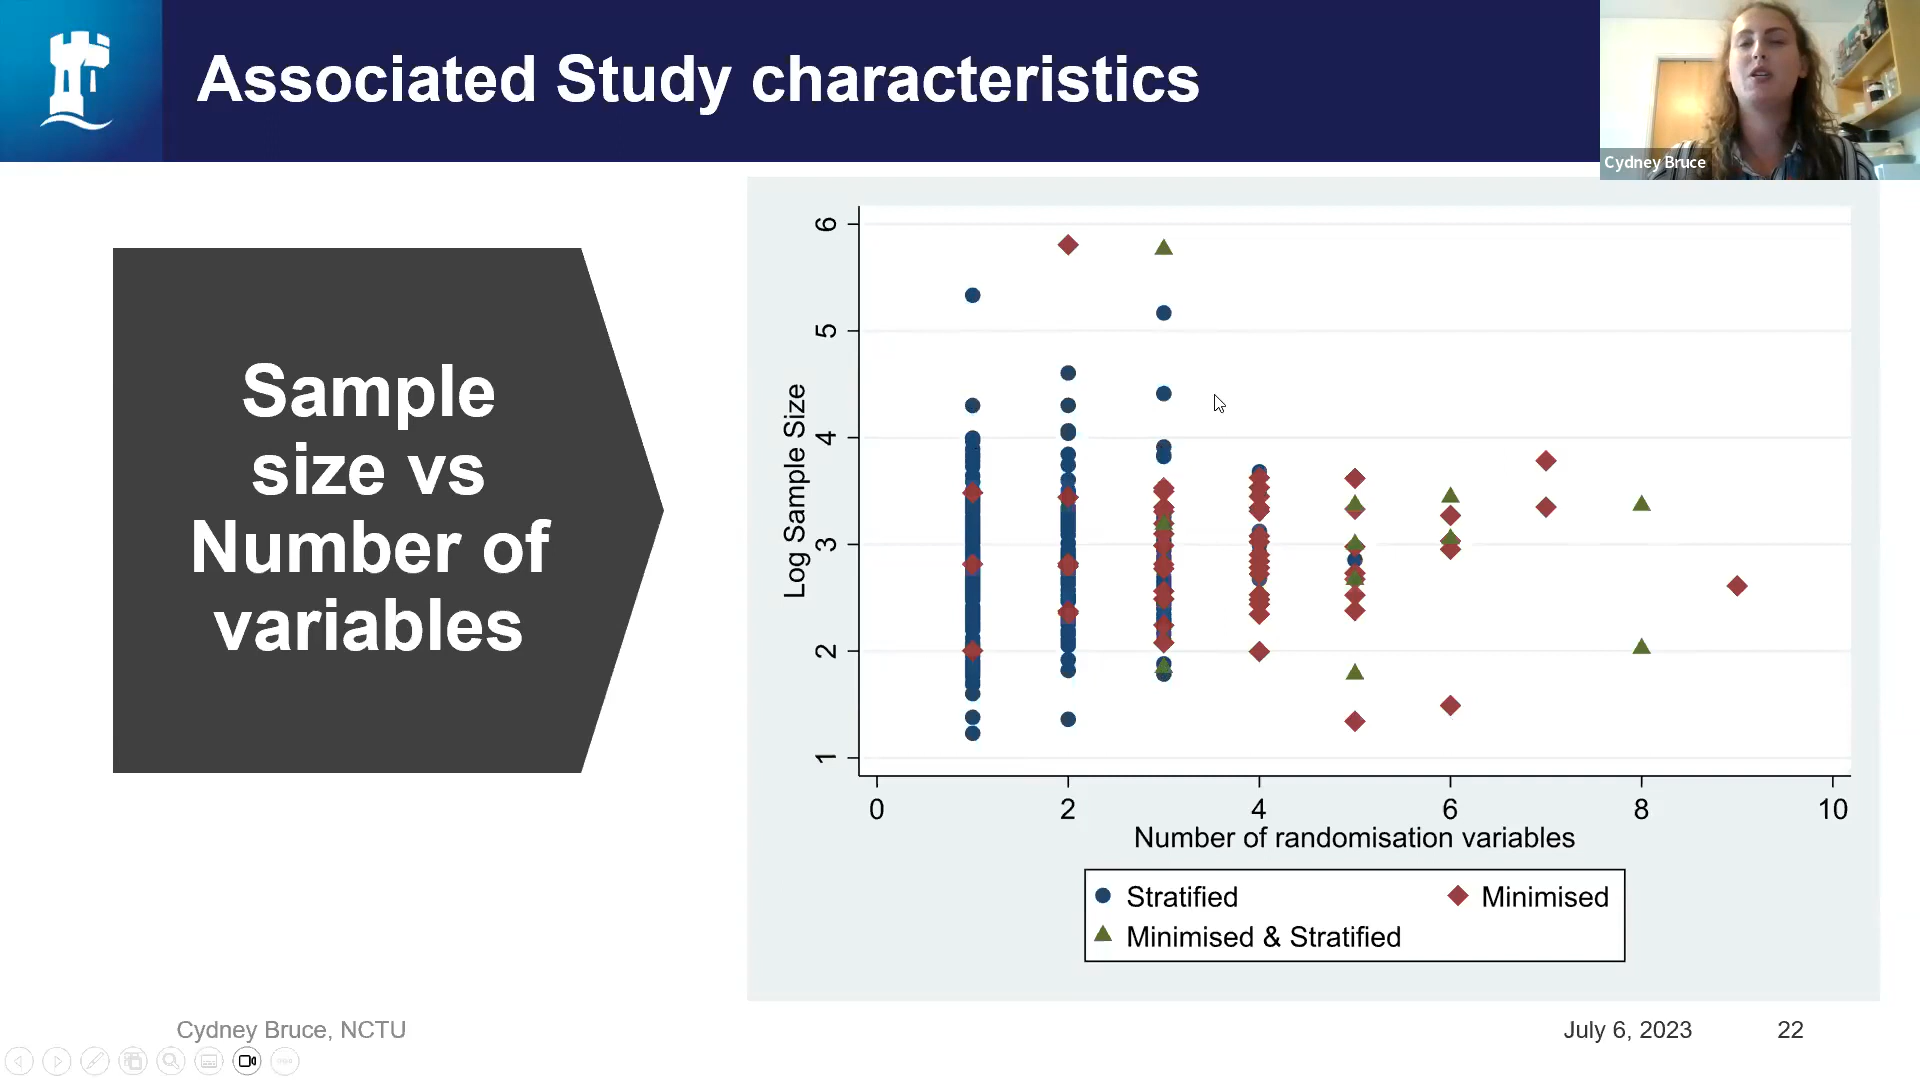 Associated Study characteristics
Cydney Bruce
Sample
size vs
Number of
variables
Log Sample Size
6
5
4
3
2
1
0 2 4 6 8 10
Number of randomisation variables
Stratified Minimised
Minimised & Stratified
Cydney Bruce, NCTU
July 6, 2023 22